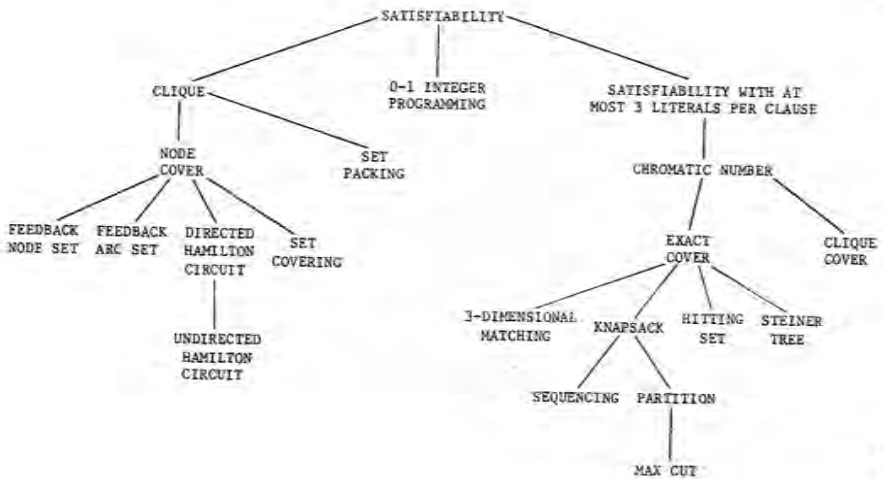 SATISFIABILITY
CLIQUE
0-1 INTEGER
PROGRAMMING
SATISFIABILITY WITH AT
MOST 3 LITERALS PER CLAUSE
NODE
COVER
SET
PACKING
CHROMATIC NUMBER
FEEDBACK
NODE SET
FEEDBACK
ARC SET
DIRECTED
HAMILTON
CIRCUIT
SET
COVERING
EXACT
COVER
CLIQUE
COVER
3-DIMENSIONAL
MATCHING
KNAPSACK
HITTING
SET
STEINER
TREE
UNDIRECTED
HAMILTON
CIRCUIT
SEQUENCING
PARTITION
MAX CUT